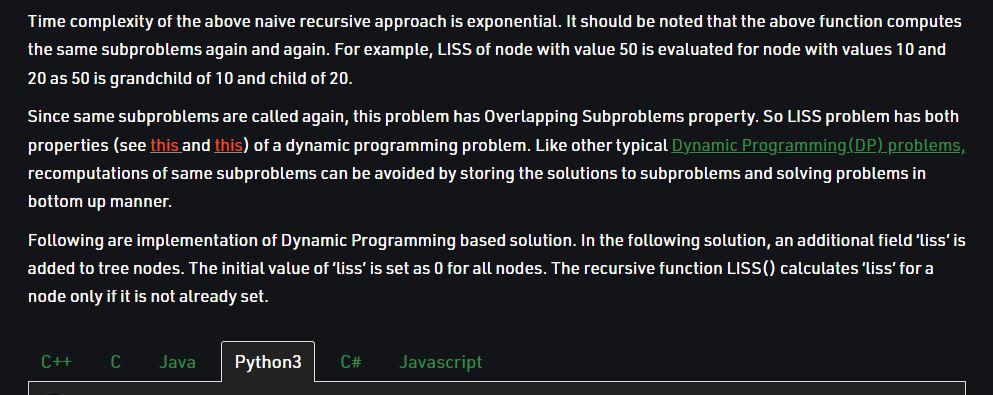 Time complexity of the above naive recursive approach is exponential. It should be noted that the above function computes
the same subproblems again and again. For example, LISS of node with value 50 is evaluated for node with values 10 and
20 as 50 is grandchild of 10 and child of 20.
Since same subproblems are called again, this problem has Overlapping Subproblems property. So LISS problem has both
properties (see this and this) of a dynamic programming problem. Like other typical Dynamic Programming(DP) problems,
recomputations of same subproblems can be avoided by storing the solutions to subproblems and solving problems in
bottom up manner.
Following are implementation of Dynamic Programming based solution. In the following solution, an additional field ‘liss’ is
added to tree nodes. The initial value of ‘liss’ is set as 0 for all nodes. The recursive function LISS() calculates ‘liss’ for a
node only if it is not already set.
C++ C Java Python3 C# Javascript